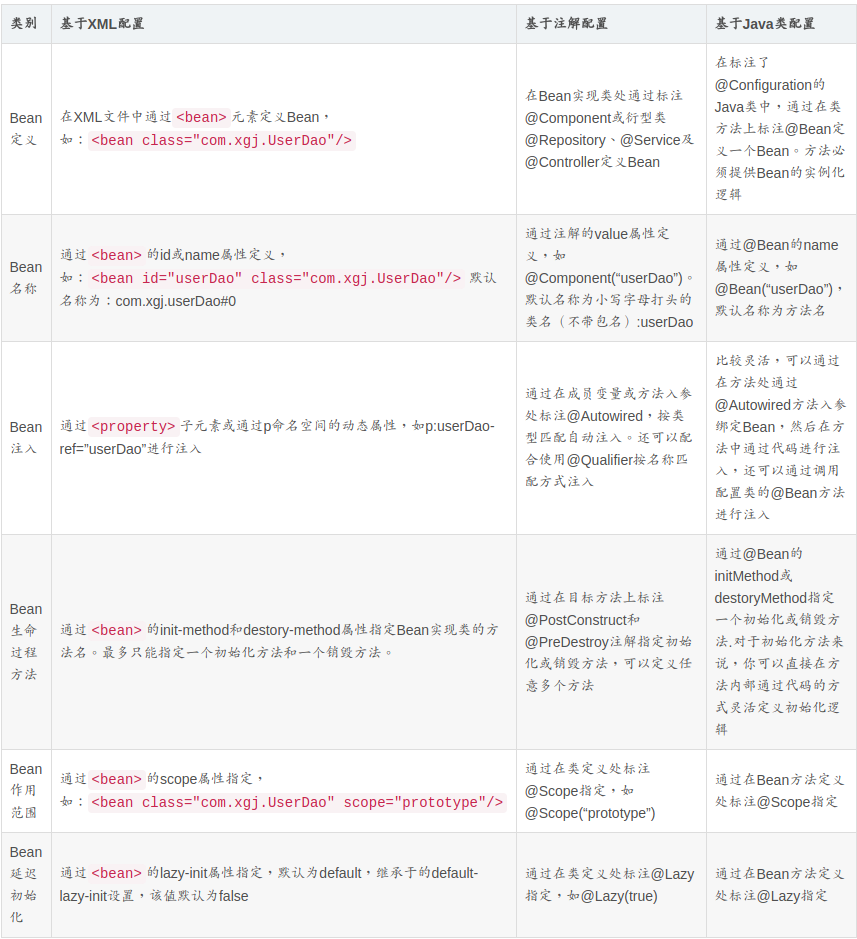 类别
基于XML配置
基于注解配置
基于Java类配置
Bean
定义
在XML文件中通过<bean>元素定义Bean，
如：<bean class="com.xgj.UserDao"/>
在Bean实现类处通过标注
@Component或衍型类
@Repository、@Service及
@Controller定义Bean
在标注了
@Configuration的
Java类中，通过在类
方法上标注@Bean定
义一个Bean。方法必
须提供Bean的实例化
逻辑
Bean
名称
通过<bean>的id或name属性定义，
如：<bean id="userDao" class="com.xgj.UserDao"/> 默认
名称为：com.xgj.userDao#0
通过注解的value属性定
义，如
@Component(“userDao”)。
默认名称为小写字母打头的
类名（不带包名）:userDao
通过@Bean的name
属性定义，如
@Bean(“userDao”)，
默认名称为方法名
Bean
注入
通过<property>子元素或通过p命名空间的动态属性，如p:userDao-
ref=”userDao”进行注入
通过在成员变量或方法入参
处标注@Autowired，按类
型匹配自动注入。还可以配
合使用@Qualifier按名称匹
配方式注入
比较灵活，可以通过
在方法处通过
@Autowired方法入参
绑定Bean，然后在方
法中通过代码进行注
入，还可以通过调用
配置类的@Bean方法
进行注入
Bean
生命
过程
方法
通过<bean>的init-method和destory-method属性指定Bean实现类的方
法名。最多只能指定一个初始化方法和一个销毁方法。
通过在目标方法上标注
@PostConstruct和
@PreDestroy注解指定初始
化或销毁方法，可以定义任
意多个方法
通过@Bean的
initMethod或
destoryMethod指定
一个初始化或销毁方
法.对于初始化方法来
说，你可以直接在方
法内部通过代码的方
式灵活定义初始化逻
辑
Bean
作用
范围
通过<bean>的scope属性指定，
如：<bean class="com.xgj.UserDao" scope="prototype"/>
通过在类定义处标注
@Scope指定，如
@Scope(“prototype”)
通过在Bean方法定义
处标注@Scope指定
Bean
延迟
初始
化
通过<bean>的lazy-init属性指定，默认为default，继承于的default-
lazy-init设置，该值默认为false
通过在类定义处标注@Lazy
指定，如@Lazy(true)
通过在Bean方法定义
处标注@Lazy指定